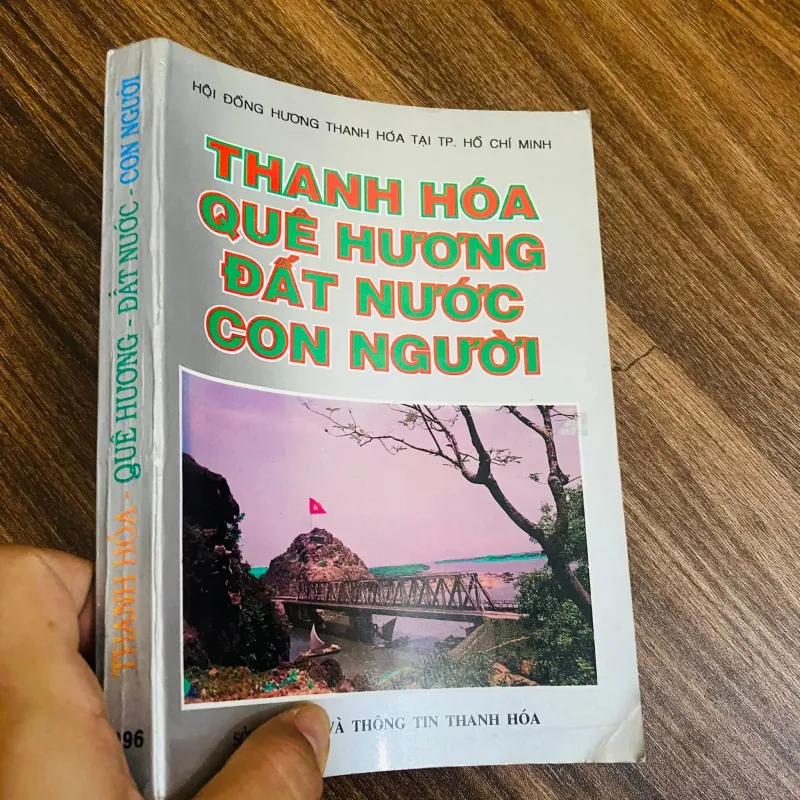 HỘI ĐỒNG HƯƠNG THANH HÓA TẠI TP. HỒ CHÍ MINH
THANH HÓA
QUÊ HƯƠNG
ĐẤT NƯỚC
CON NGƯỜI
VÀ THÔNG TIN THANH HÓA
THANH HÓA - QUÊ HƯƠNG - ĐẤT NƯỚC - CON NGƯỜI